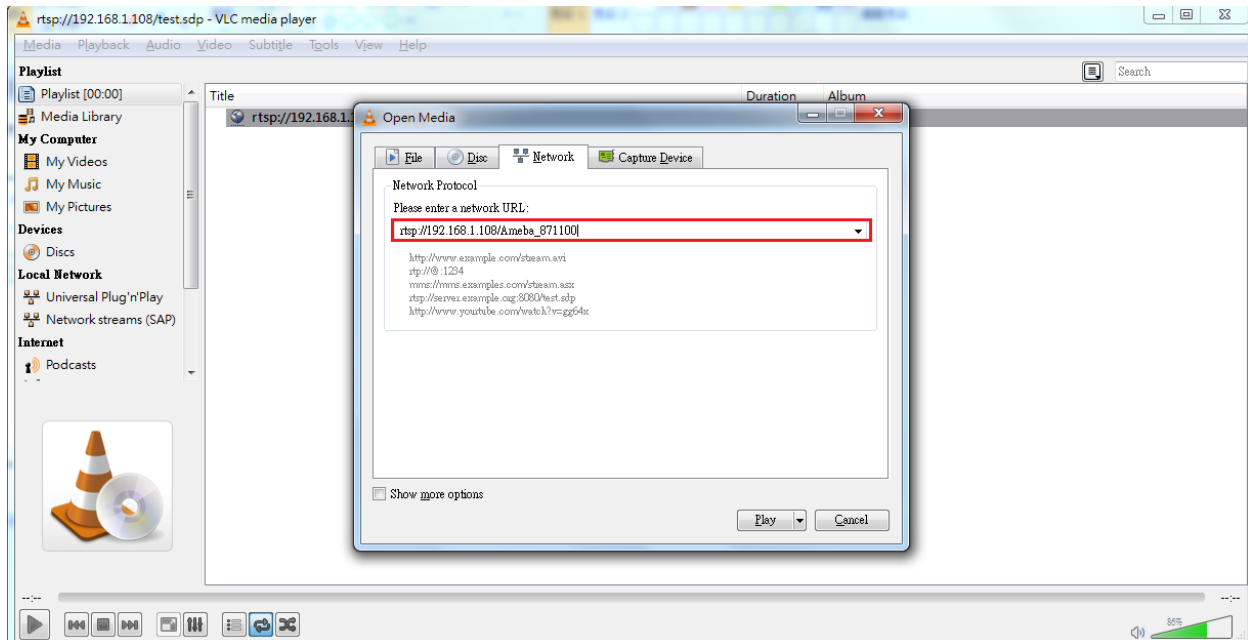 rtsp://192.168.1.108/test.sdp - VLC media player
Media Playback Audio Video Subtitle Tools View Help
Playlist
Search
Playlist [00:00]
Media Library
My Computer
My Videos
My Music
My Pictures
Devices
Discs
Local Network
Universal Plug'n'Play
Network streams (SAP)
Internet
Podcasts
Title Duration Album
rtsp://192.168.1.1
Open Media
File Disc Network Capture Device
Network Protocol
Please enter a network URL:
rtsp://192.168.1.108/Ameba_871100
http://www.example.com/stream.avi
rtp://@:1234
mms://mms.examples.com/stream.asx
rtsp://server.example.org:8080/test.sdp
http://www.youtube.com/watch?v=gg64x
Show more options
Play Cancel
--:-- --:--
86%